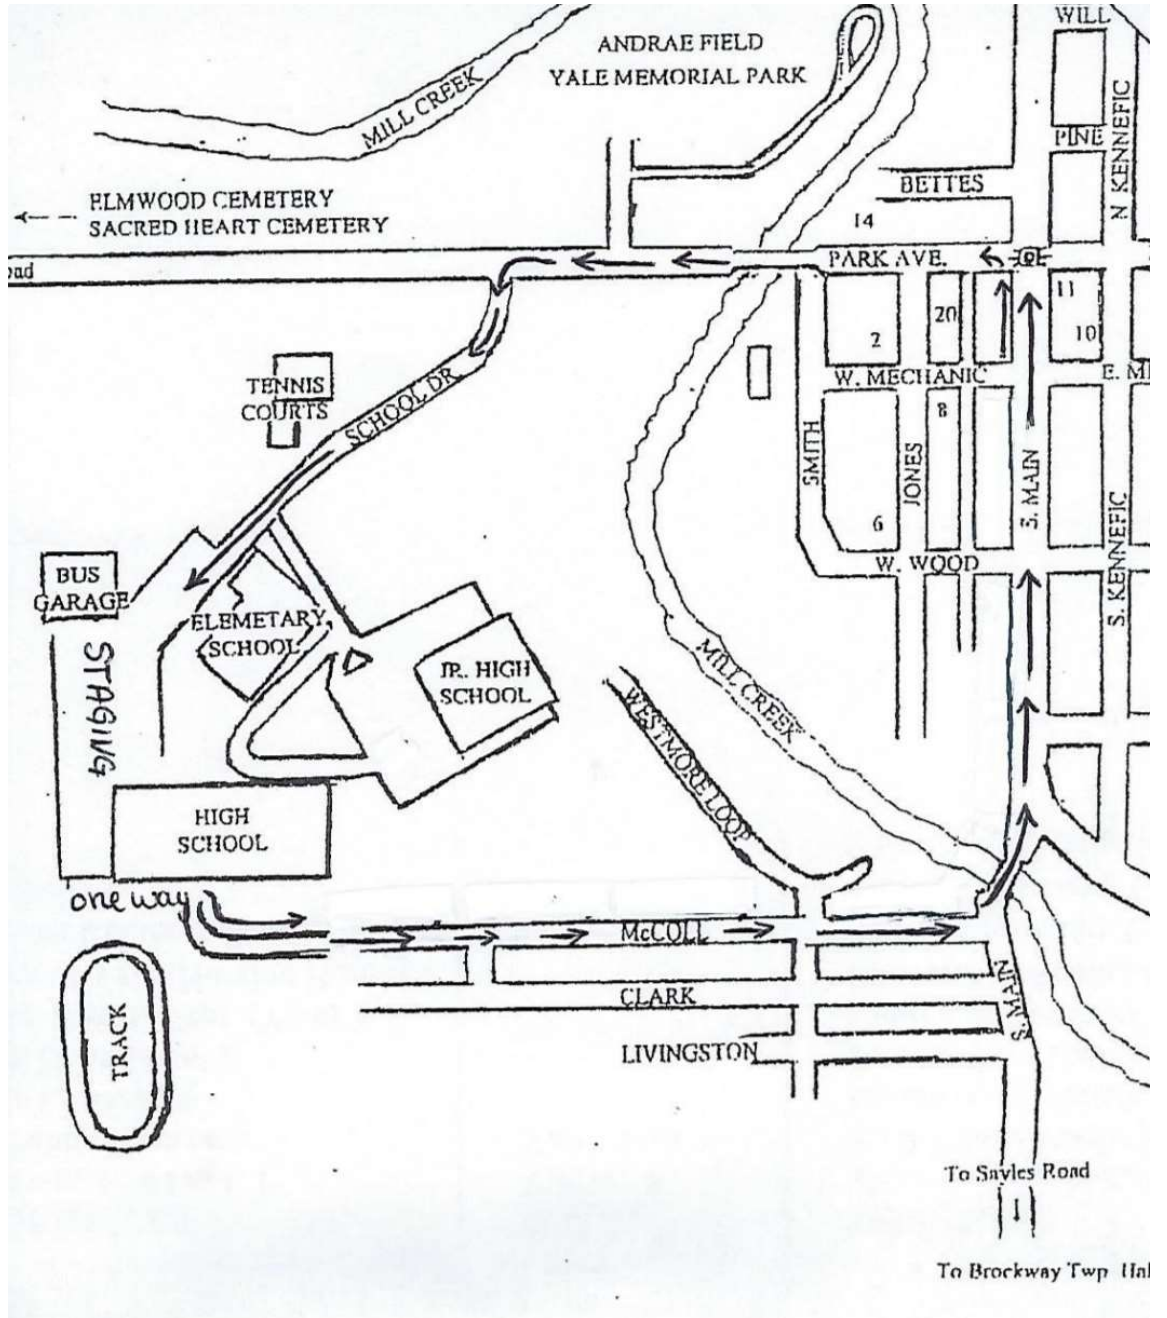 WILL
ANDRAE FIELD
YALE MEMORIAL PARK
MILL CREEK
N KENNEFIC
PINE
BETTES
ELMWOOD CEMETERY
SACRED HEART CEMETERY
14
PARK AVE.
oad
11
20
2
10
W. MECHANIC
E. ME
TENNIS
COURTS
SCHOOL DR
8
SMITH
JONES
S. MAIN
S. KENNEFIC
6
W. WOOD
BUS
GARAGE
ELEMETARY
SCHOOL
STAGING
JR. HIGH
SCHOOL
MILL CREEK
WESTMORE LOOP
HIGH
SCHOOL
one way
McCOLL
CLARK
S. MAIN
LIVINGSTON
TRACK
To Sayles Road
To Brockway Twp Hal